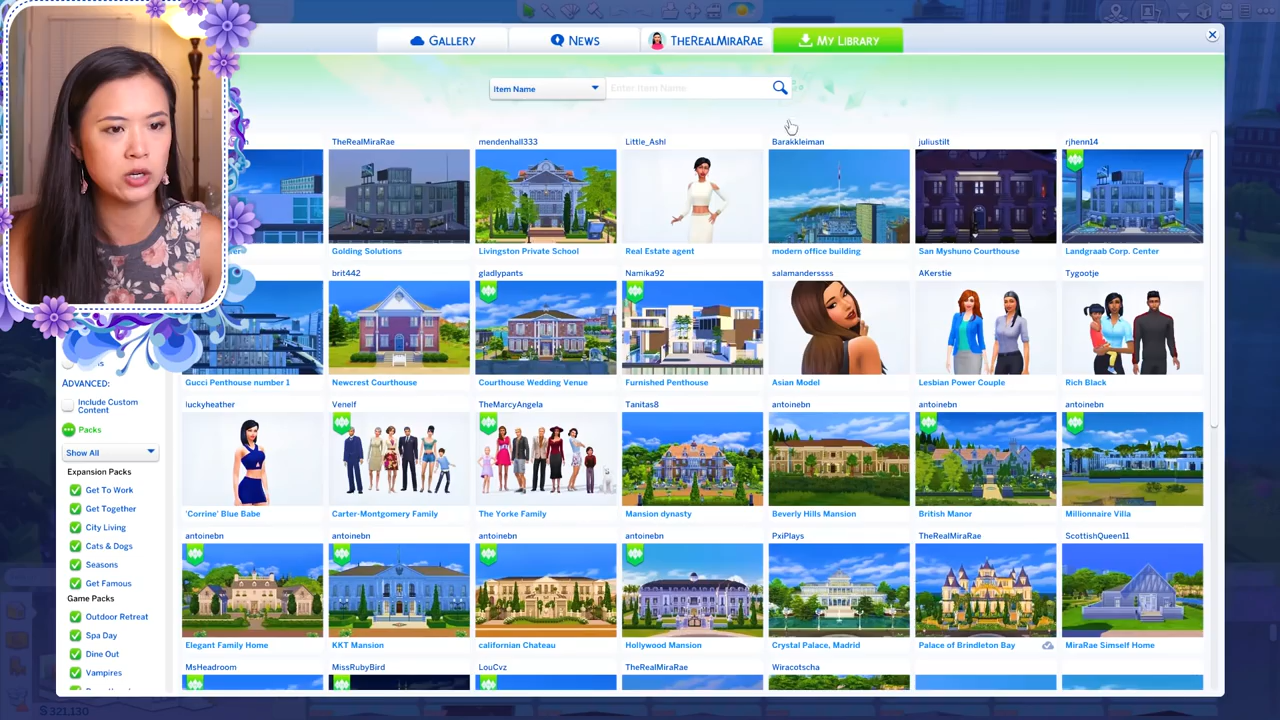 GALLERY
NEWS
THEREALMIRARAE
MY LIBRARY
Item Name
Enter Item Name
TheRealMiraRae
mendenhall333
Little_Ashl
Barakkleiman
juliustilt
rjhenn14
Golding Solutions
Livingston Private School
Real Estate agent
modern office building
San Myshuno Courthouse
Landgraab Corp. Center
brit442
gladlypants
Namika92
salamanderssss
AKerstie
Tygootje
Gucci Penthouse number 1
Newcrest Courthouse
Courthouse Wedding Venue
Furnished Penthouse
Asian Model
Lesbian Power Couple
Rich Black
luckyheather
Venelf
TheMarcyAngela
Tanitas8
antoinebn
antoinebn
antoinebn
'Corrine' Blue Babe
Carter-Montgomery Family
The Yorke Family
Mansion dynasty
Beverly Hills Mansion
British Manor
Millionnaire Villa
antoinebn
antoinebn
antoinebn
antoinebn
PxiPlays
TheRealMiraRae
ScottishQueen11
Elegant Family Home
KKT Mansion
californian Chateau
Hollywood Mansion
Crystal Palace, Madrid
Palace of Brindleton Bay
MiraRae Simself Home
MsHeadroom
MissRubyBird
LouCvz
TheRealMiraRae
Wiracotscha
ADVANCED:
Include Custom
Content
Packs
Show All
Expansion Packs
Get To Work
Get Together
City Living
Cats & Dogs
Seasons
Get Famous
Game Packs
Outdoor Retreat
Spa Day
Dine Out
Vampires
§321,130